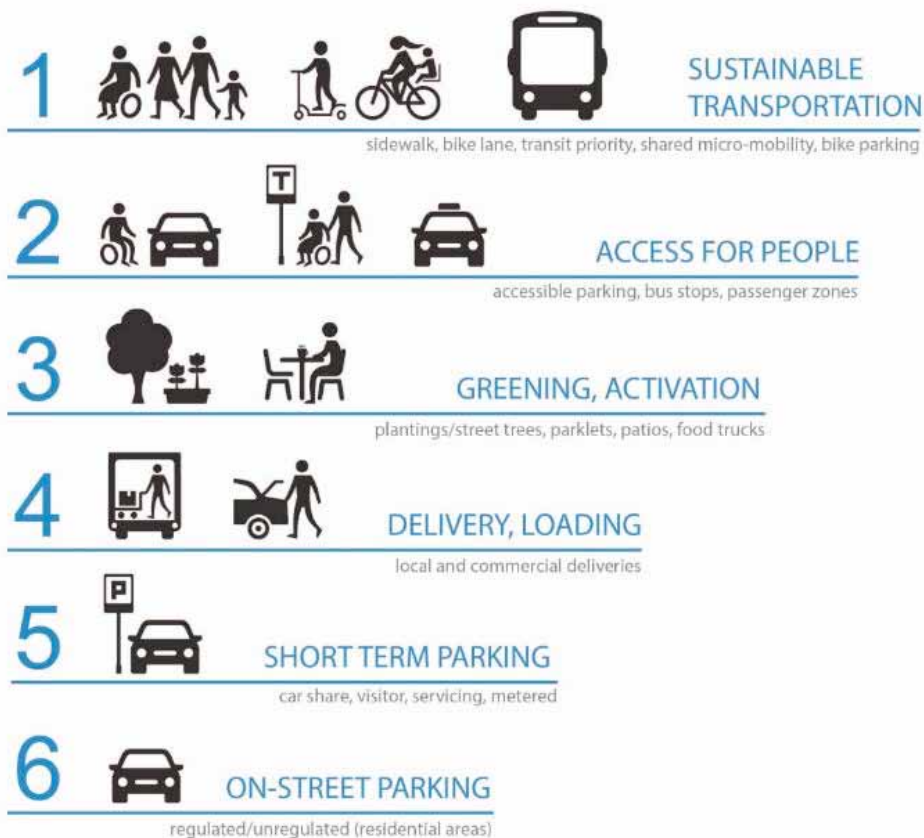 1
SUSTAINABLE
TRANSPORTATION
sidewalk, bike lane, transit priority, shared micro-mobility, bike parking
2
T
ACCESS FOR PEOPLE
accessible parking, bus stops, passenger zones
3
GREENING, ACTIVATION
plantings/street trees, parklets, patios, food trucks
4
DELIVERY, LOADING
local and commercial deliveries
5
P
SHORT TERM PARKING
car share, visitor, servicing, metered
6
ON-STREET PARKING
regulated/unregulated (residential areas)